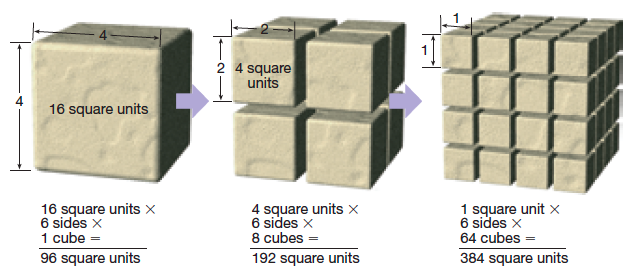 4
4
16 square units
2
2
4 square
units
1
1
16 square units ×
6 sides ×
1 cube =
96 square units
4 square units ×
6 sides ×
8 cubes =
192 square units
1 square unit ×
6 sides ×
64 cubes =
384 square units